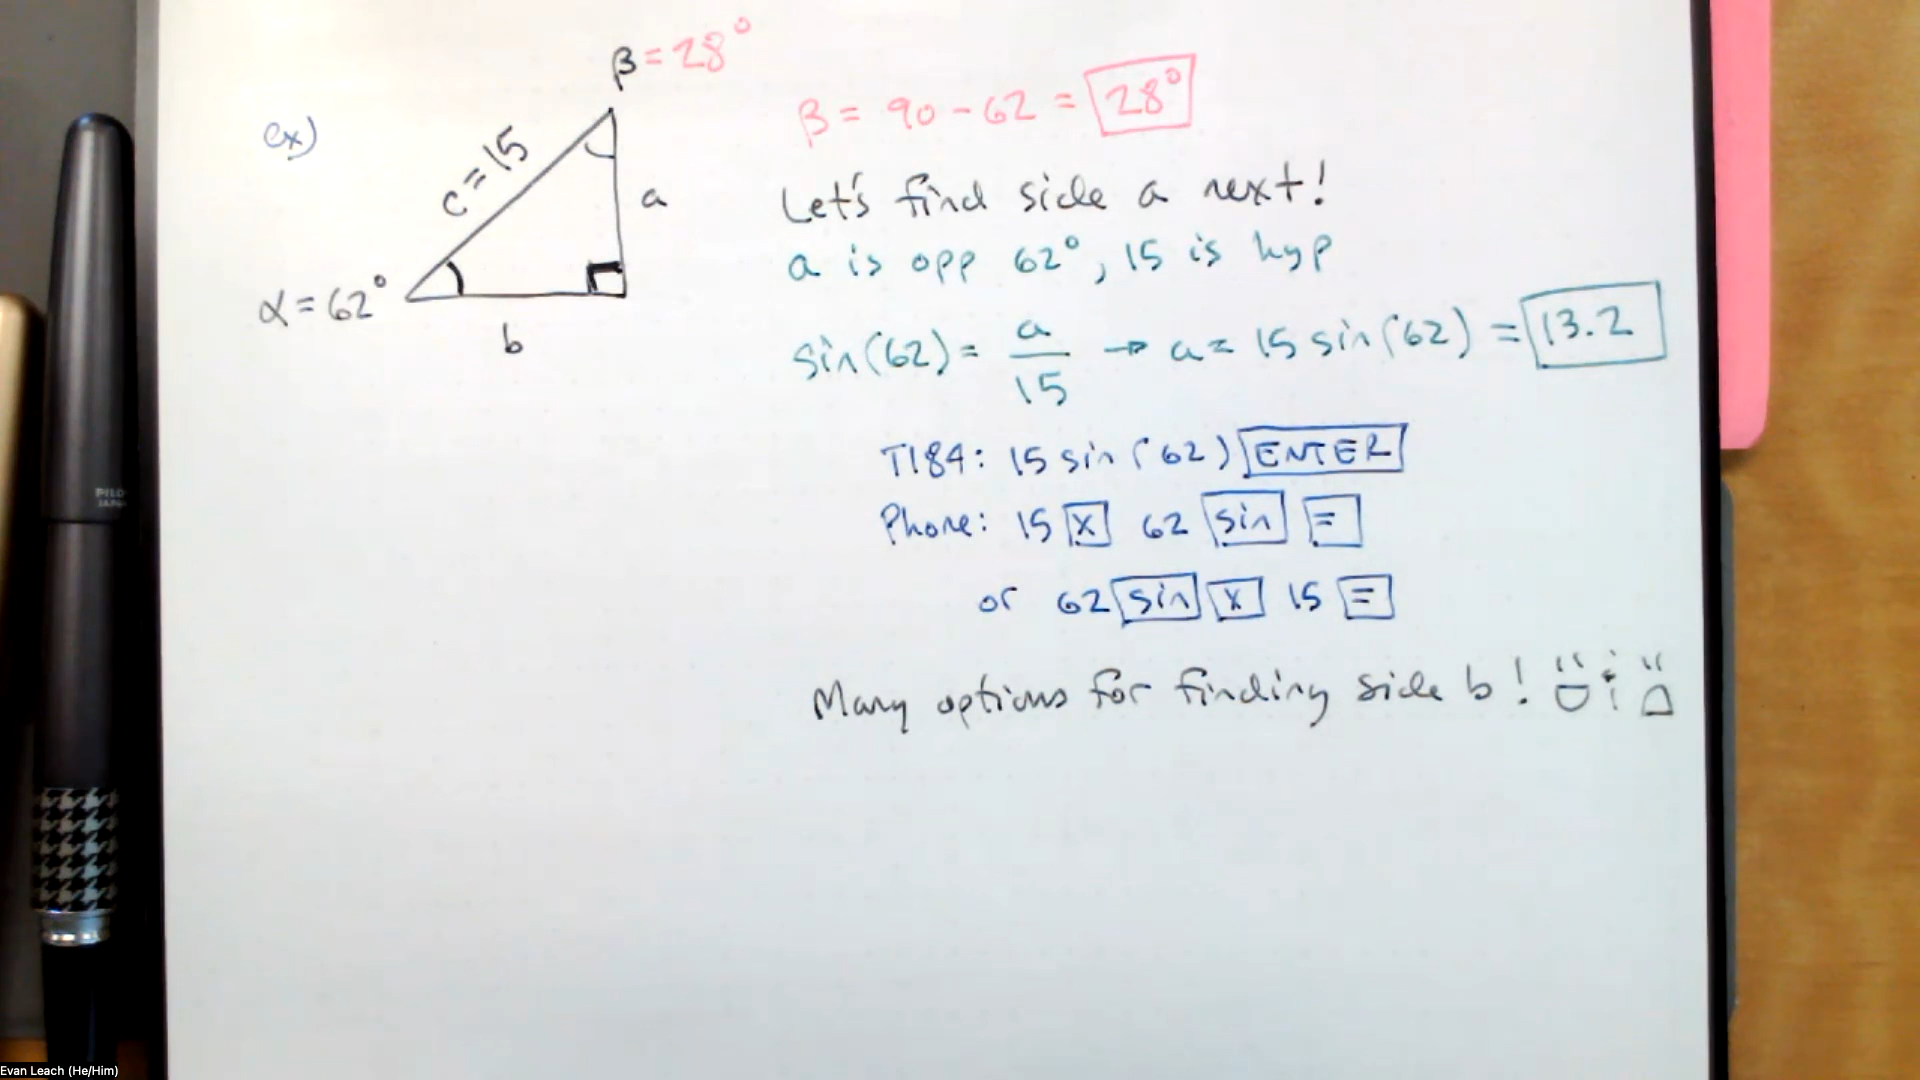 β = 28°
ex)
c = 15
a
α = 62°
b
β = 90 - 62 = 28°
Let's find side a next!
a is opp 62°, 15 is hyp
sin(62) = a/15 → a = 15 sin(62) = 13.2
TI84: 15 sin(62) ENTER
Phone: 15 x 62 sin =
or 62 sin x 15 =
Many options for finding side b!
PILOT
JAPAN
Evan Leach (He/Him)